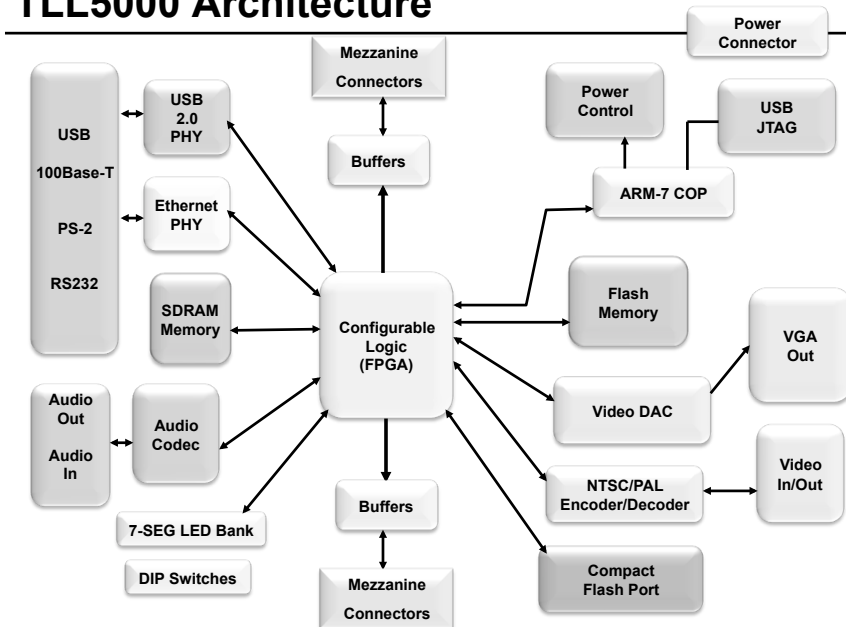 TLL5000 Architecture
Power
Connector
Mezzanine
Connectors
USB
100Base-T
PS-2
RS232
USB
2.0
PHY
Power
Control
USB
JTAG
Buffers
Ethernet
PHY
ARM-7 COP
SDRAM
Memory
Configurable
Logic
(FPGA)
Flash
Memory
VGA
Out
Audio
Out
Audio
In
Audio
Codec
Video DAC
Video
In/Out
Buffers
NTSC/PAL
Encoder/Decoder
7-SEG LED Bank
DIP Switches
Mezzanine
Connectors
Compact
Flash Port